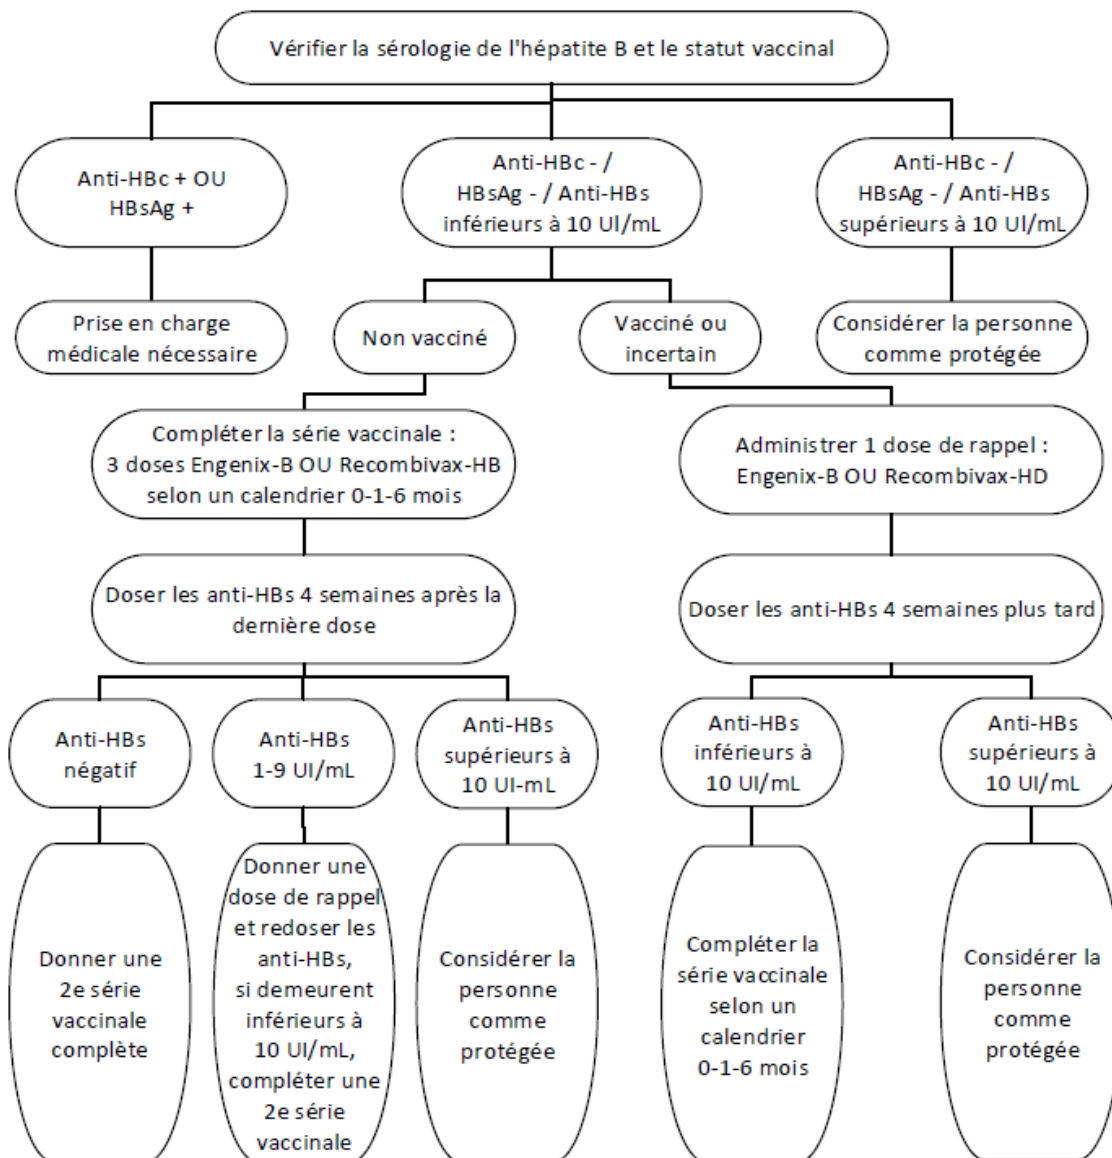 Vérifier la sérologie de l'hépatite B et le statut vaccinal
Anti-HBc + OU
HBsAg +
Anti-HBc - /
HBsAg - / Anti-HBs
inférieurs à 10 UI/mL
Anti-HBc - /
HBsAg - / Anti-HBs
supérieurs à 10 UI/mL
Prise en charge
médicale nécessaire
Non vacciné
Vacciné ou
incertain
Considérer la personne
comme protégée
Compléter la série vaccinale :
3 doses Engenix-B OU Recombivax-HB
selon un calendrier 0-1-6 mois
Administrer 1 dose de rappel :
Engenix-B OU Recombivax-HD
Doser les anti-HBs 4 semaines après la
dernière dose
Doser les anti-HBs 4 semaines plus tard
Anti-HBs
négatif
Anti-HBs
1-9 UI/mL
Anti-HBs
supérieurs à
10 UI-mL
Anti-HBs
inférieurs à
10 UI/mL
Anti-HBs
supérieurs à
10 UI/mL
Donner une
2e série
vaccinale
complète
Donner une
dose de rappel
et redoser les
anti-HBs,
si demeurent
inférieurs à
10 UI/mL,
compléter une
2e série
vaccinale
Considérer la
personne
comme
protégée
Compléter la
série vaccinale
selon un
calendrier
0-1-6 mois
Considérer la
personne
comme
protégée